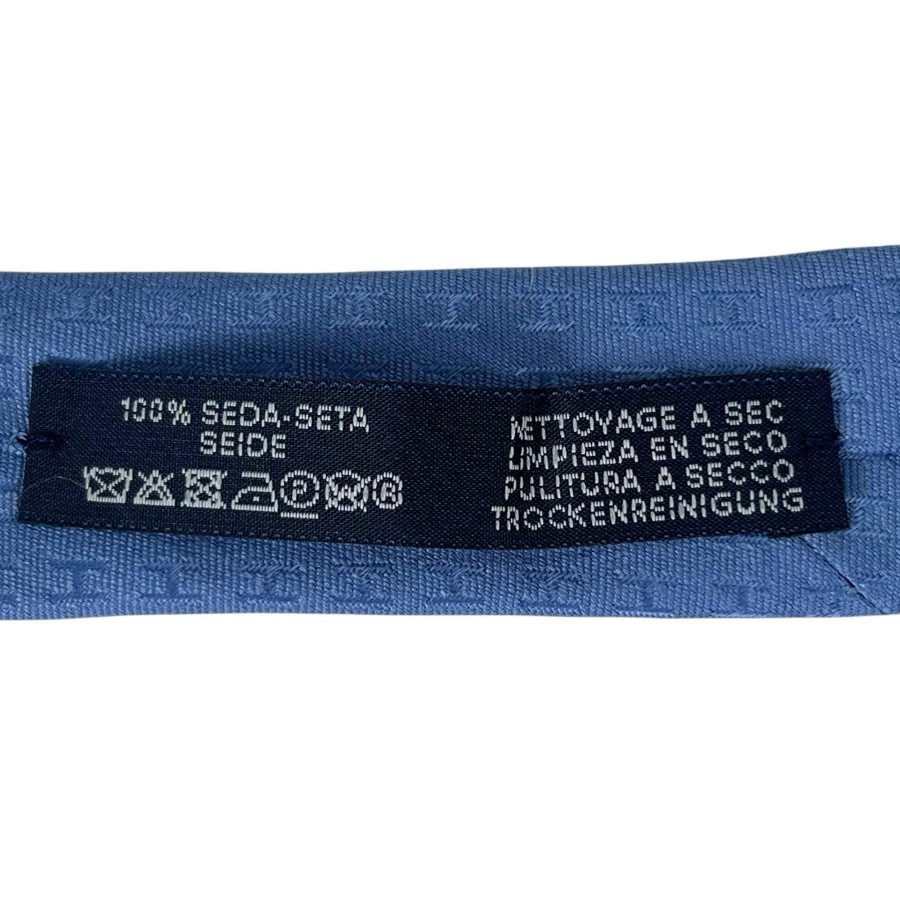 100% SEDA-SETA
SEIDE
NETTOYAGE A SEC
LIMPIEZA EN SECO
PULITURA A SECCO
TROCKENREINIGUNG